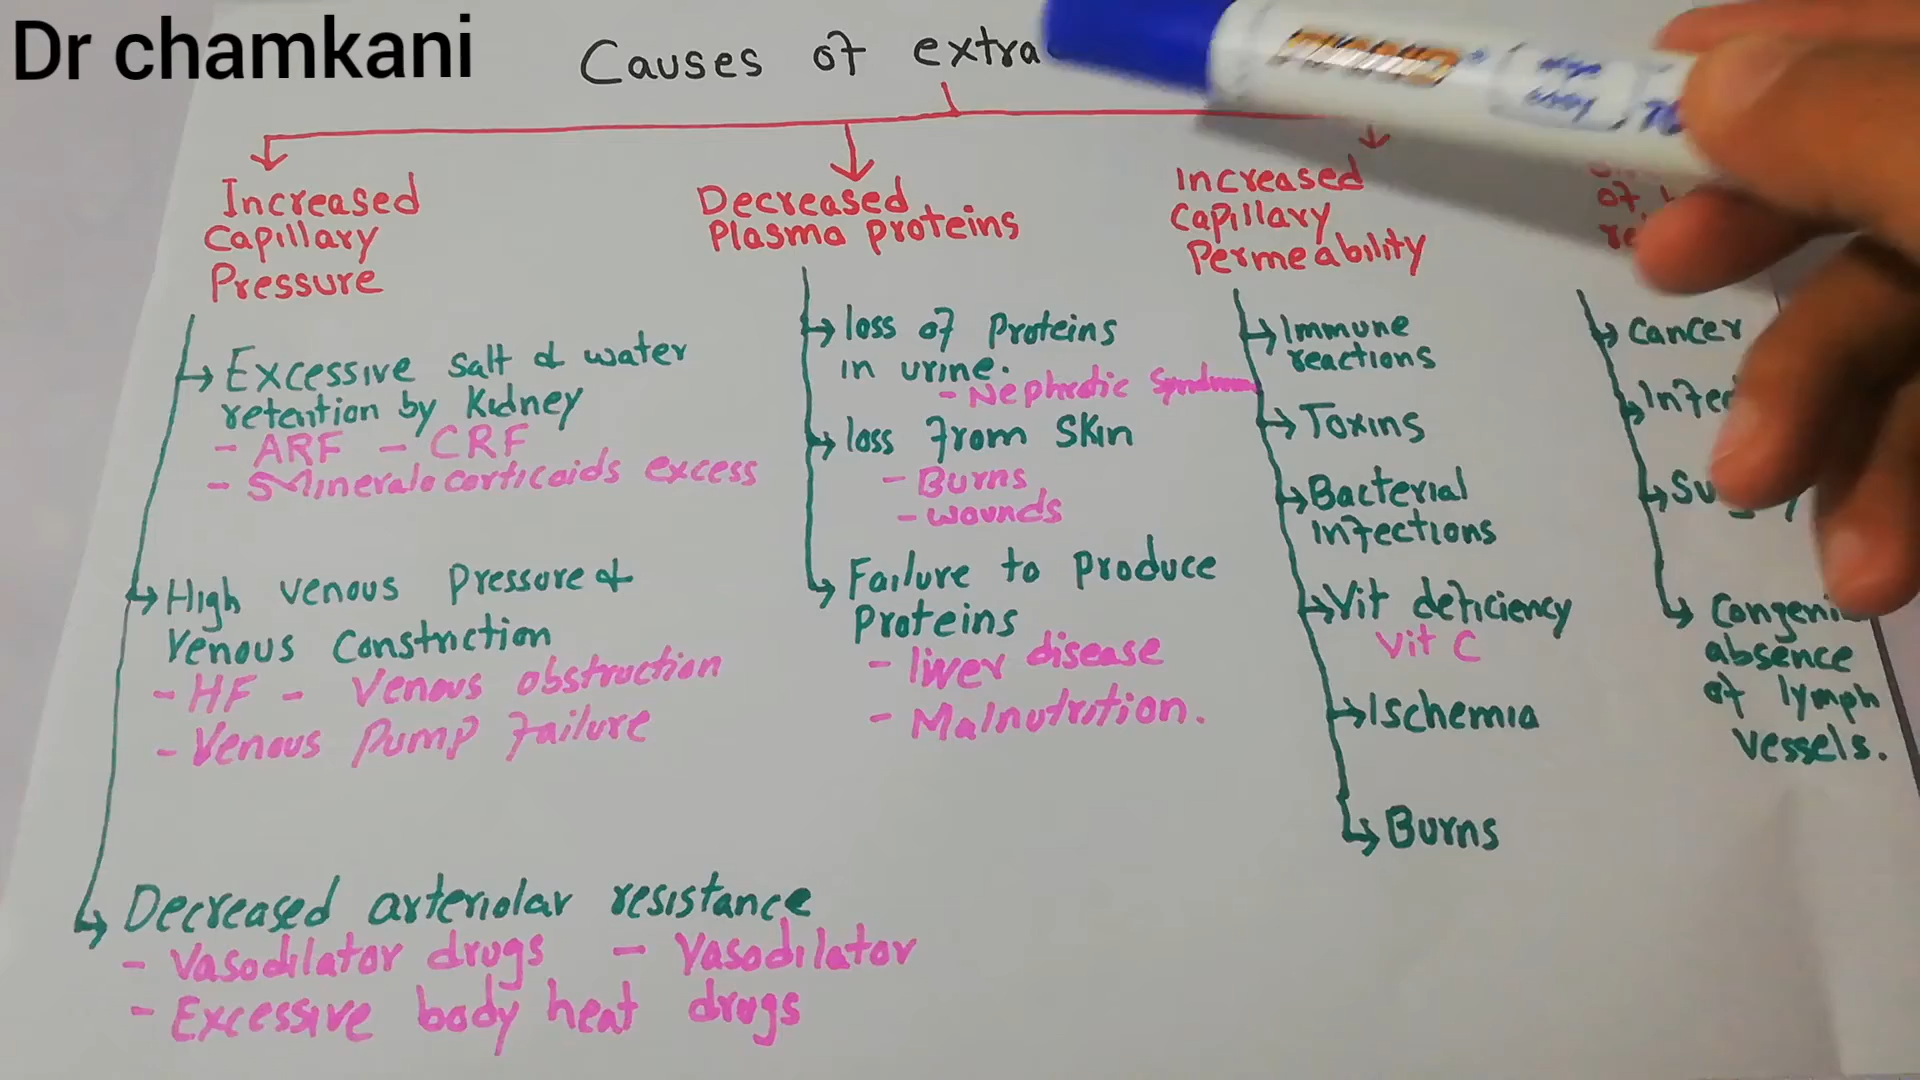 Dr chamkani
Causes of extra
Increased
Capillary
Pressure
Excessive salt & water
retention by Kidney
- ARF - CRF
- Mineralocorticoids excess
High venous Pressure &
Venous Constriction
- HF - Venous obstruction
- Venous Pump Failure
Decreased arteriolar resistance
- Vasodilator drugs - Vasodilator
- Excessive body heat drugs
Decreased
Plasma proteins
loss of proteins
in urine.
- Nephrotic Syndrome
loss from Skin
- Burns
- wounds
Failure to produce
Proteins
- liver disease
- Malnutrition.
Increased
Capillary
Permeability
Immune
reactions
Toxins
Bacterial
Infections
Vit deficiency
Vit C
Ischemia
Burns
of
Cancer
absence
of lymph
vessels.